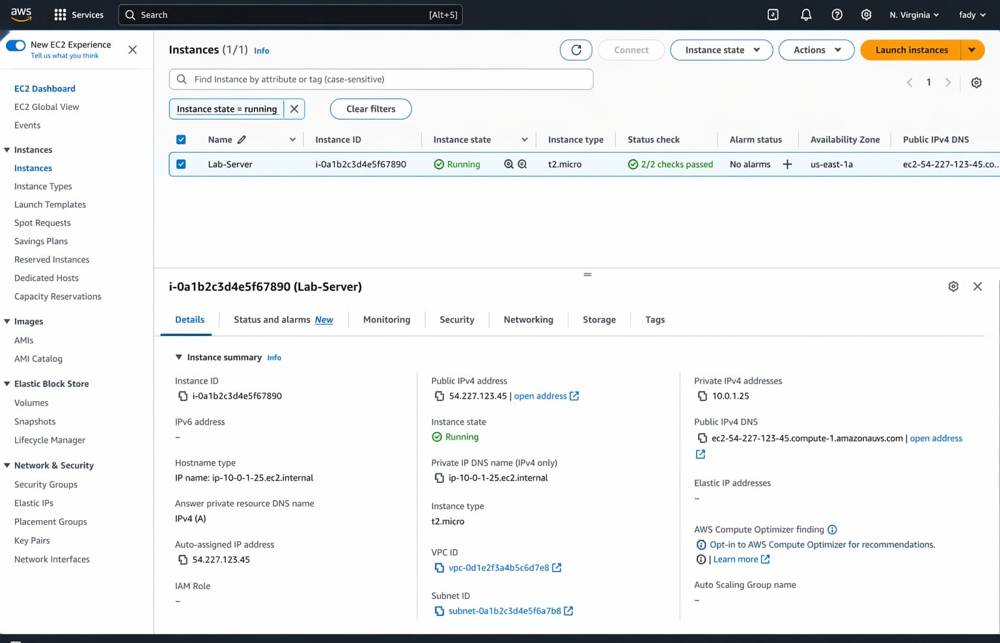 aws
Services
Search
[Alt+S]
N. Virginia
fady
New EC2 Experience
Tell us what you think
EC2 Dashboard
EC2 Global View
Events
Instances
Instances
Instance Types
Launch Templates
Spot Requests
Savings Plans
Reserved Instances
Dedicated Hosts
Capacity Reservations
Images
AMIs
AMI Catalog
Elastic Block Store
Volumes
Snapshots
Lifecycle Manager
Network & Security
Security Groups
Elastic IPs
Placement Groups
Key Pairs
Network Interfaces
Instances (1/1) Info
Connect
Instance state
Actions
Launch instances
Find Instance by attribute or tag (case-sensitive)
1
Instance state = running
Clear filters
Name Instance ID Instance state Instance type Status check Alarm status Availability Zone Public IPv4 DNS
Lab-Server i-0a1b2c3d4e5f67890 Running t2.micro 2/2 checks passed No alarms + us-east-1a ec2-54-227-123-45.co...
i-0a1b2c3d4e5f67890 (Lab-Server)
Details
Status and alarms New
Monitoring
Security
Networking
Storage
Tags
Instance summary Info
Instance ID
i-0a1b2c3d4e5f67890
IPv6 address
–
Hostname type
IP name: ip-10-0-1-25.ec2.internal
Answer private resource DNS name
IPv4 (A)
Auto-assigned IP address
54.227.123.45
IAM Role
–
Public IPv4 address
54.227.123.45 | open address
Instance state
Running
Private IP DNS name (IPv4 only)
ip-10-0-1-25.ec2.internal
Instance type
t2.micro
VPC ID
vpc-0d1e2f3a4b5c6d7e8
Subnet ID
subnet-0a1b2c3d4e5f6a7b8
Private IPv4 addresses
10.0.1.25
Public IPv4 DNS
ec2-54-227-123-45.compute-1.amazonaws.com | open address
Elastic IP addresses
–
AWS Compute Optimizer finding
Opt-in to AWS Compute Optimizer for recommendations.
| Learn more
Auto Scaling Group name
–